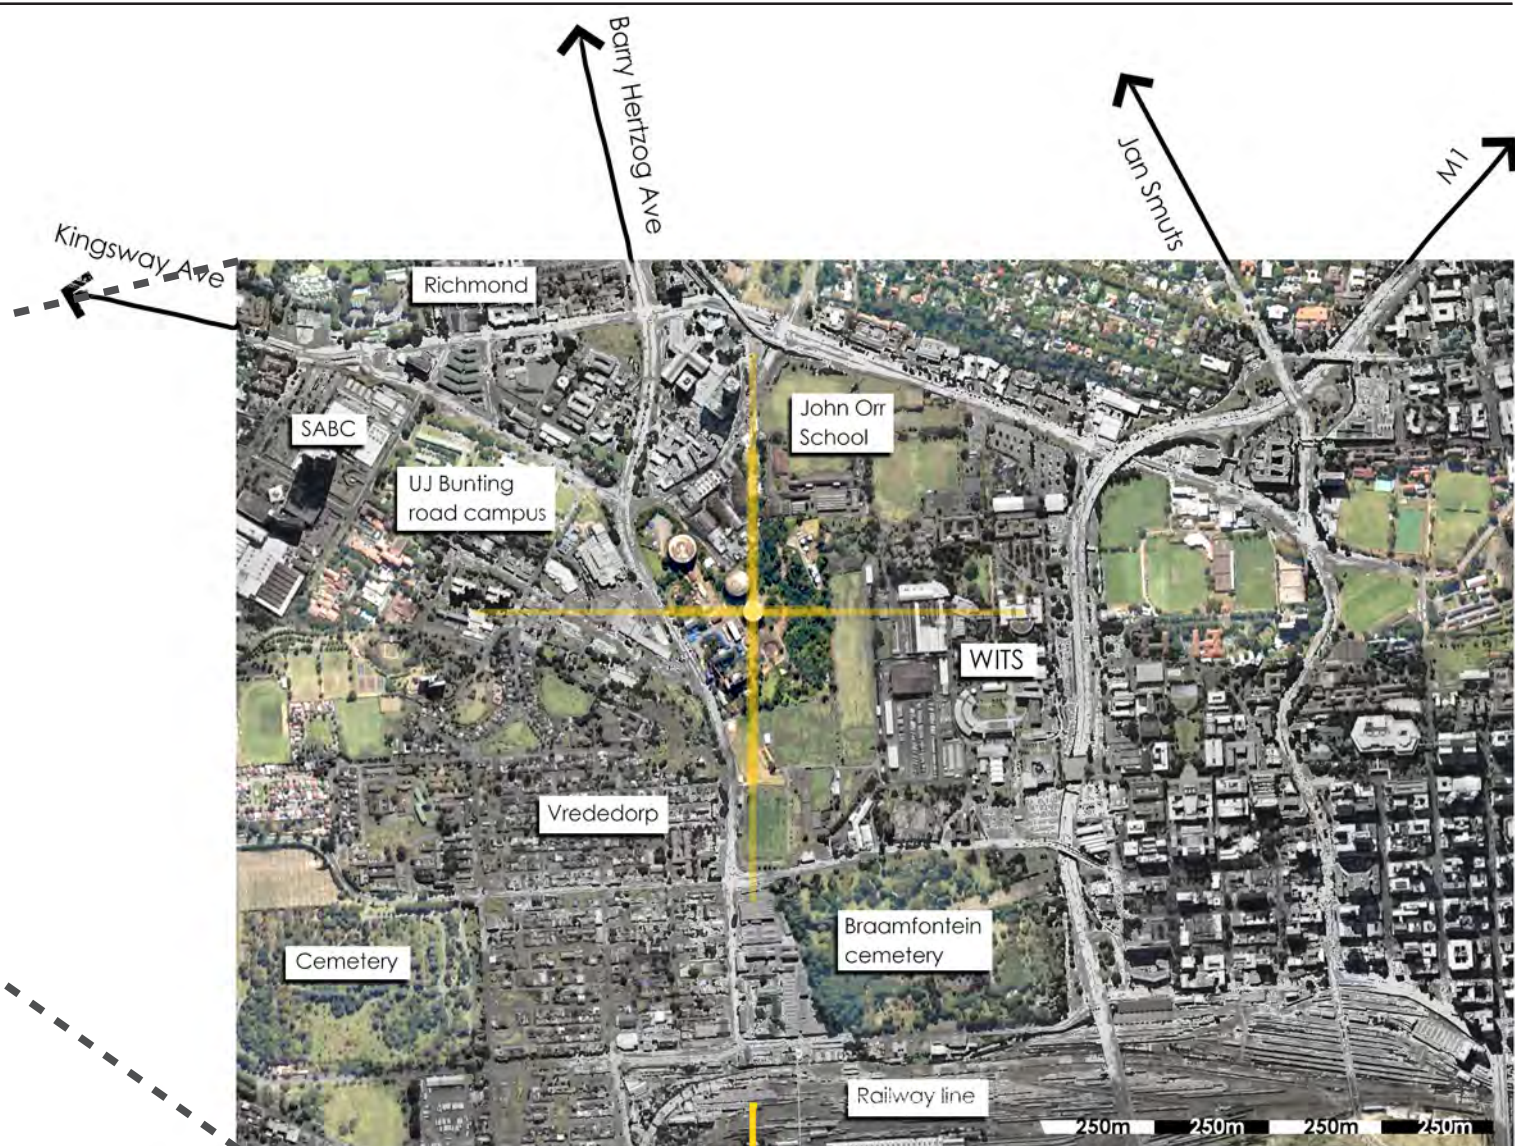 Barry Hertzog Ave
Jan Smuts
M1
Kingsway Ave
Richmond
John Orr
School
SABC
UJ Bunting
road campus
WITS
Vrededorp
Braamfontein
cemetery
Cemetery
Railway line
250m 250m 250m 250m